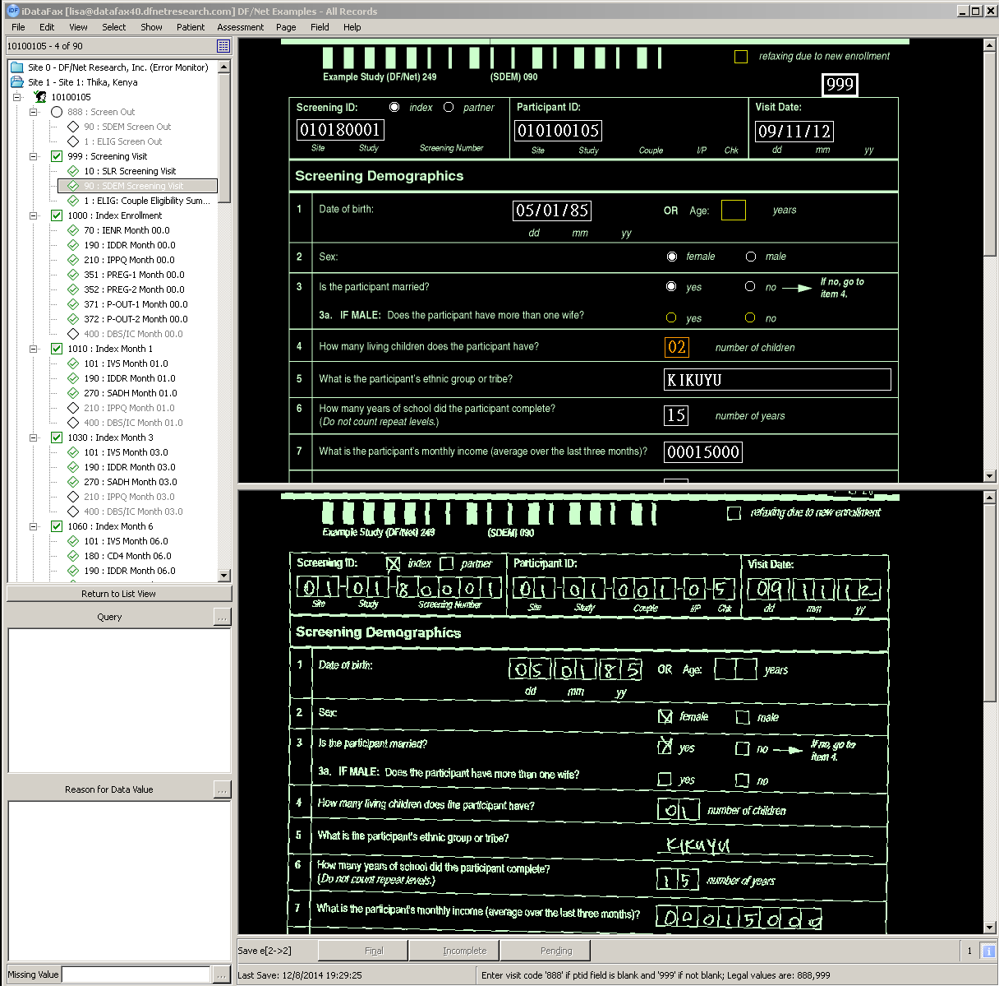 iDataFax [lisa@datafax40.dfnetresearch.com] DF/Net Examples - All Records
File Edit View Select Show Patient Assessment Page Field Help
10100105 - 4 of 90
Site 0 - DF/Net Research, Inc. (Error Monitor)
Site 1 - Site 1: Thika, Kenya
10100105
888 : Screen Out
90 : SDEM Screen Out
1 : ELIG Screen Out
999 : Screening Visit
10 : SLR Screening Visit
90 : SDEM Screening Visit
1 : ELIG: Couple Eligibility Sum...
1000 : Index Enrollment
70 : IENR Month 00.0
190 : IDDR Month 00.0
210 : IPPQ Month 00.0
351 : PREG-1 Month 00.0
352 : PREG-2 Month 00.0
371 : P-OUT-1 Month 00.0
372 : P-OUT-2 Month 00.0
400 : DBS/IC Month 00.0
1010 : Index Month 1
101 : IVS Month 01.0
190 : IDDR Month 01.0
270 : SADH Month 01.0
210 : IPPQ Month 01.0
400 : DBS/IC Month 01.0
1030 : Index Month 3
101 : IVS Month 03.0
190 : IDDR Month 03.0
270 : SADH Month 03.0
210 : IPPQ Month 03.0
400 : DBS/IC Month 03.0
1060 : Index Month 6
101 : IVS Month 06.0
180 : CD4 Month 06.0
190 : IDDR Month 06.0
Return to List View
Query
...
Reason for Data Value
...
Missing Value ...
refaxing due to new enrollment
Example Study (DF/Net) 249 (SDEM) 090
999
Screening ID: index partner Participant ID: Visit Date:
010180001 010100105 09/11/12
Site Study Screening Number Site Study Couple I/P Chk dd mm yy
Screening Demographics
1 Date of birth: 05/01/85 OR Age: years
dd mm yy
2 Sex: female male
3 Is the participant married? yes no If no, go to item 4.
3a. IF MALE: Does the participant have more than one wife? yes no
4 How many living children does the participant have? 02 number of children
5 What is the participant's ethnic group or tribe? KIKUYU
6 How many years of school did the participant complete? 15 number of years
(Do not count repeat levels.)
7 What is the participant's monthly income (average over the last three months)? 00015000
refaxing due to new enrollment
Example Study (DF/Net) 249 (SDEM) 090
Screening ID: index partner Participant ID: Visit Date:
01-01-80001 01-01-001-0-5 09 11 12
Site Study Screening Number Site Study Couple I/P Chk dd mm yy
Screening Demographics
1 Date of birth: 05 01 85 OR Age: years
dd mm yy
2 Sex: female male
3 Is the participant married? yes no If no, go to item 4.
3a. IF MALE: Does the participant have more than one wife? yes no
4 How many living children does the participant have? 01 number of children
5 What is the participant's ethnic group or tribe? KIKUYU
6 How many years of school did the participant complete? 15 number of years
(Do not count repeat levels.)
7 What is the participant's monthly income (average over the last three months)? 00015000
Save e[2->2] Final Incomplete Pending 1
Last Save: 12/8/2014 19:29:25 Enter visit code '888' if ptid field is blank and '999' if not blank; Legal values are: 888,999